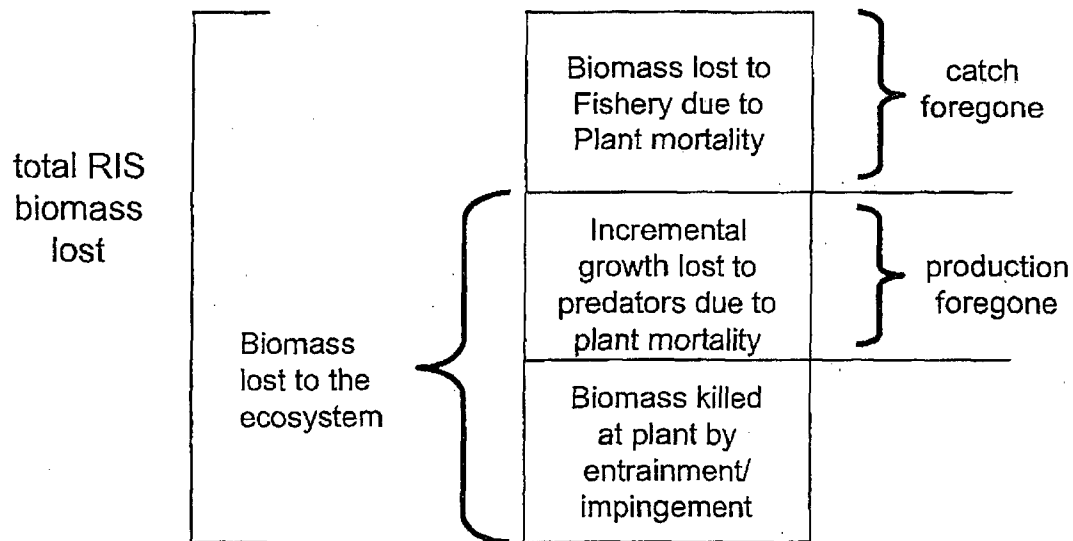 total RIS
biomass
lost
Biomass
lost to the
ecosystem
Biomass lost to
Fishery due to
Plant mortality
Incremental
growth lost to
predators due to
plant mortality
Biomass killed
at plant by
entrainment/
impingement
catch
foregone
production
foregone